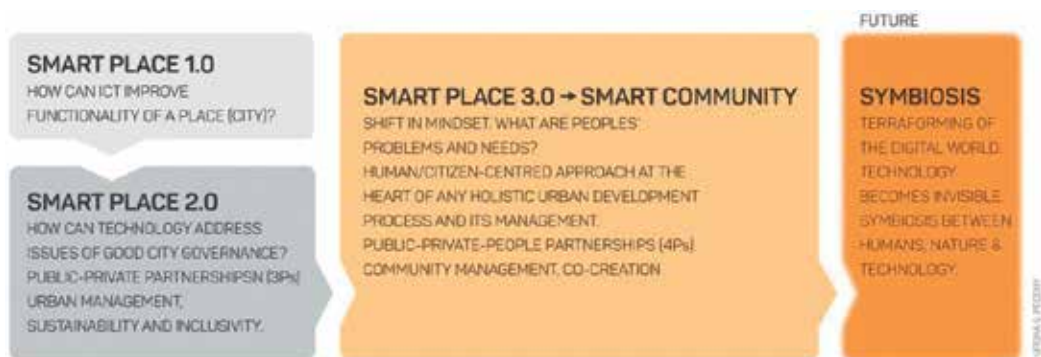 SMART PLACE 1.0
HOW CAN ICT IMPROVE
FUNCTIONALITY OF A PLACE (CITY)?
SMART PLACE 2.0
HOW CAN TECHNOLOGY ADDRESS
ISSUES OF GOOD CITY GOVERNANCE?
PUBLIC-PRIVATE PARTNERSHIPSN (3Ps)
URBAN MANAGEMENT,
SUSTAINABILITY AND INCLUSIVITY.
SMART PLACE 3.0 → SMART COMMUNITY
SHIFT IN MINDSET. WHAT ARE PEOPLES'
PROBLEMS AND NEEDS?
HUMAN/CITIZEN-CENTRED APPROACH AT THE
HEART OF ANY HOLISTIC URBAN DEVELOPMENT
PROCESS AND ITS MANAGEMENT.
PUBLIC-PRIVATE-PEOPLE PARTNERSHIPS (4Ps)
COMMUNITY MANAGEMENT, CO-CREATION
FUTURE
SYMBIOSIS
TERRAFORMING OF
THE DIGITAL WORLD.
TECHNOLOGY
BECOMES INVISIBLE.
SYMBIOSIS BETWEEN
HUMANS, NATURE &
TECHNOLOGY.